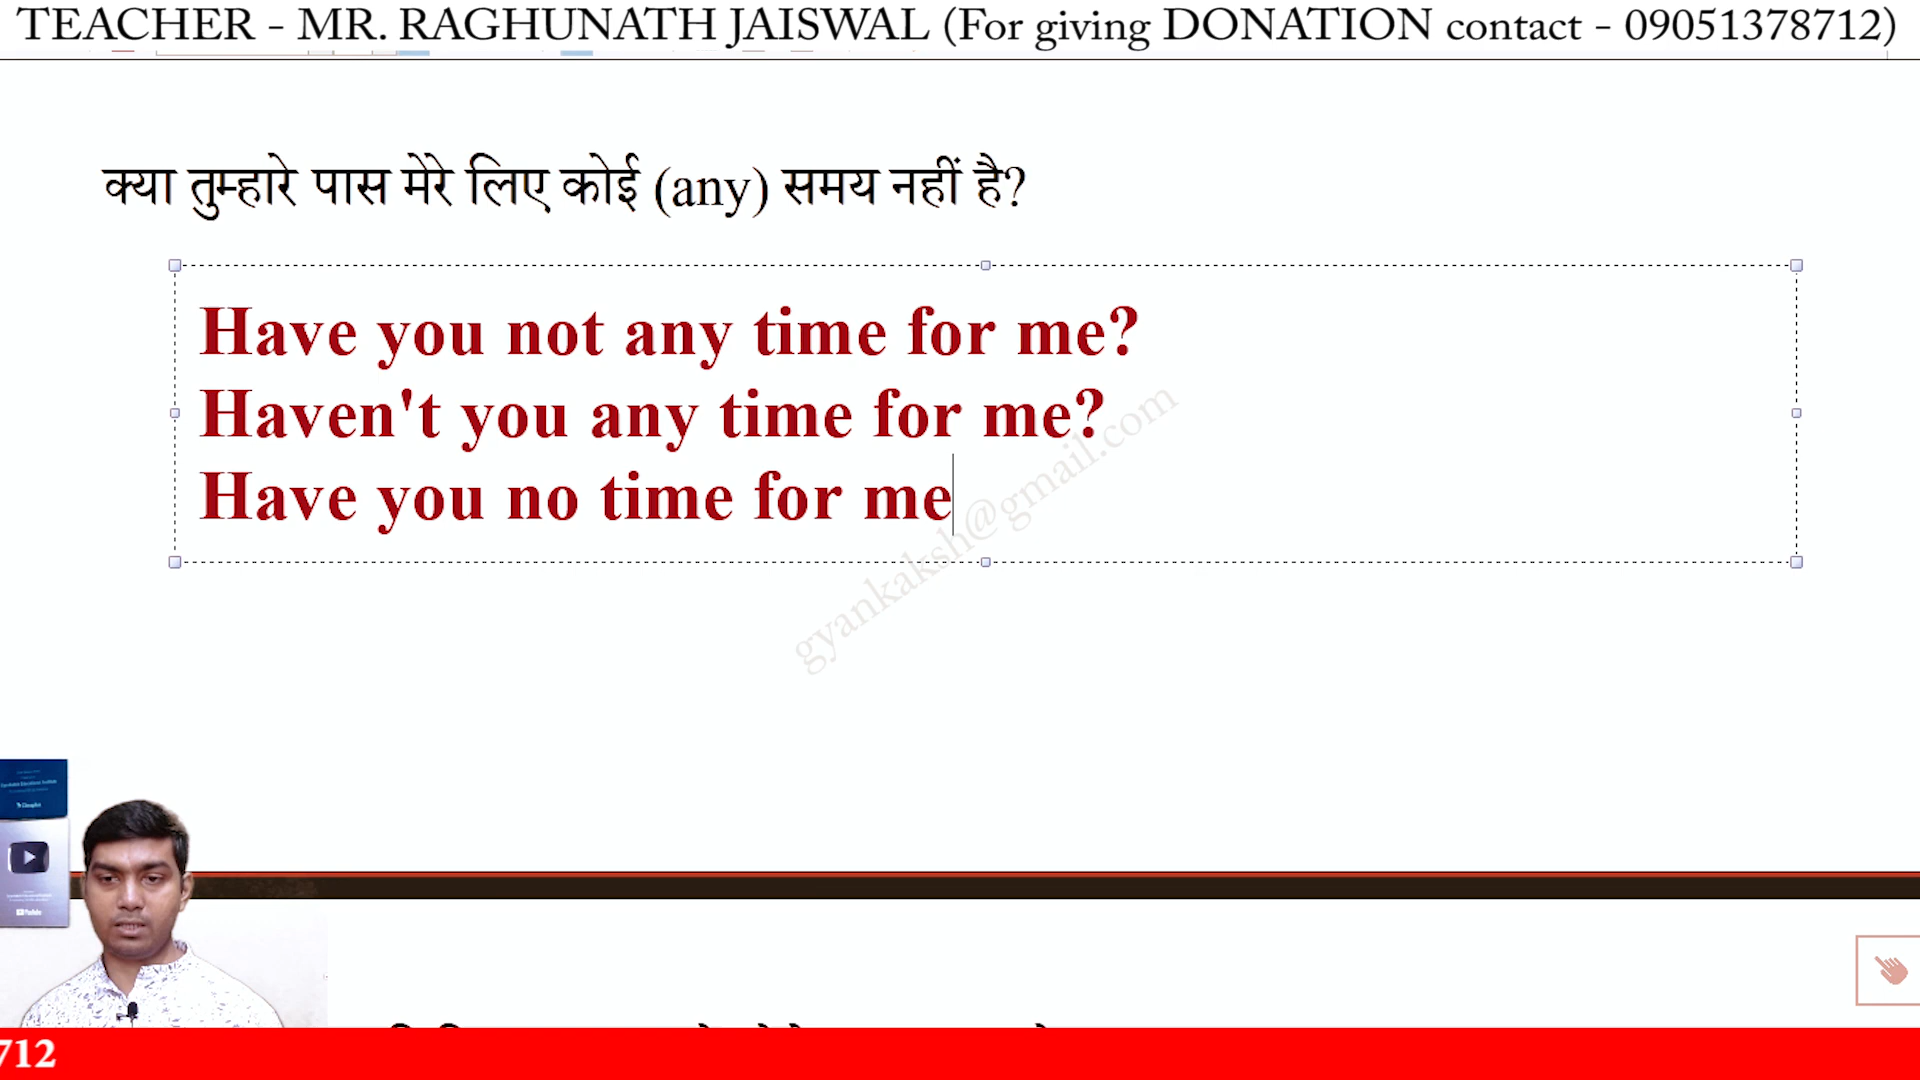 TEACHER - MR. RAGHUNATH JAISWAL (For giving DONATION contact - 09051378712)
क्या तुम्हारे पास मेरे लिए कोई (any) समय नहीं है?
Have you not any time for me?
Haven't you any time for me?
Have you no time for me
gyankaksh@gmail.com
YouTube
712